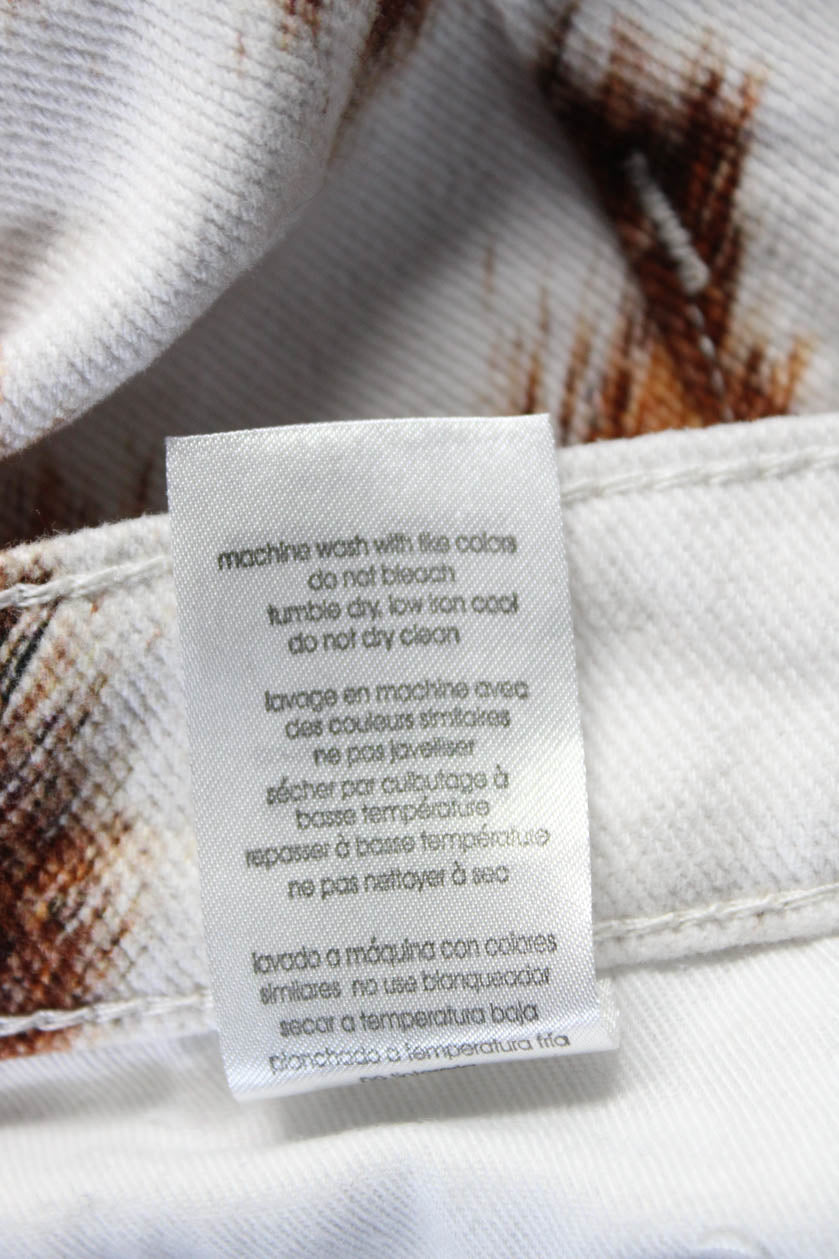 machine wash with like colors
do not bleach
tumble dry, low iron cool
do not dry clean
lavage en machine avec
des couleurs similaires
ne pas javelliser
sécher par culbutage à
basse température
repasser à basse température
ne pas nettoyer à sec
lavado a máquina con colores
similares no use blanqueador
secar a temperatura baja
planchado a temperatura fría